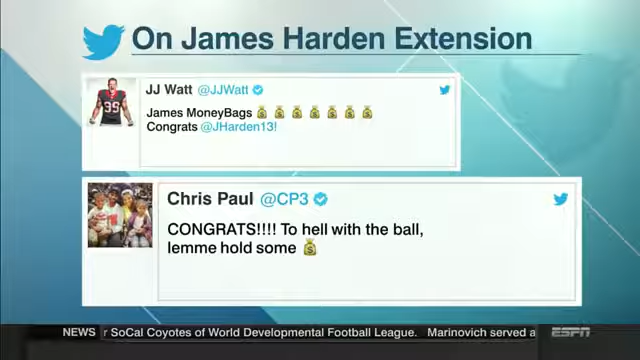 On James Harden Extension
JJ Watt @JJWatt
James MoneyBags 💰 💰 💰 💰 💰 💰 💰
Congrats @JHarden13!
99
Chris Paul @CP3
CONGRATS!!!! To hell with the ball,
lemme hold some 💰
NEWS r SoCal Coyotes of World Developmental Football League. Marinovich served a ESPN